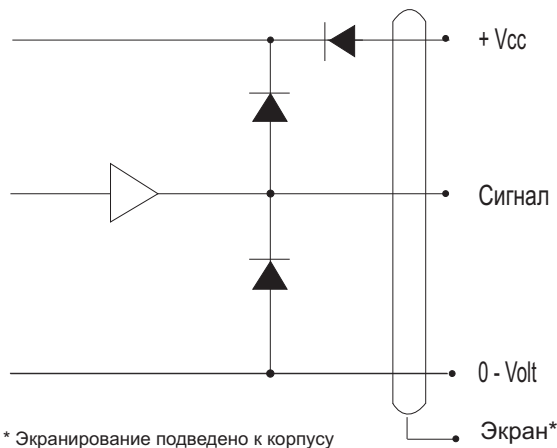 + Vcc
Сигнал
0 - Volt
Экран*
* Экранирование подведено к корпусу